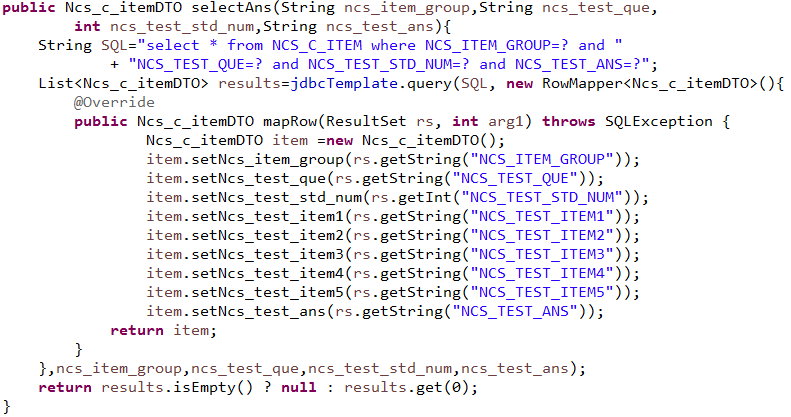 public Ncs_c_itemDTO selectAns(String ncs_item_group,String ncs_test_que,
int ncs_test_std_num,String ncs_test_ans){
String SQL="select * from NCS_C_ITEM where NCS_ITEM_GROUP=? and "
+ "NCS_TEST_QUE=? and NCS_TEST_STD_NUM=? and NCS_TEST_ANS=?";
List<Ncs_c_itemDTO> results=jdbcTemplate.query(SQL, new RowMapper<Ncs_c_itemDTO>(){
@Override
public Ncs_c_itemDTO mapRow(ResultSet rs, int arg1) throws SQLException {
Ncs_c_itemDTO item =new Ncs_c_itemDTO();
item.setNcs_item_group(rs.getString("NCS_ITEM_GROUP"));
item.setNcs_test_que(rs.getString("NCS_TEST_QUE"));
item.setNcs_test_std_num(rs.getInt("NCS_TEST_STD_NUM"));
item.setNcs_test_item1(rs.getString("NCS_TEST_ITEM1"));
item.setNcs_test_item2(rs.getString("NCS_TEST_ITEM2"));
item.setNcs_test_item3(rs.getString("NCS_TEST_ITEM3"));
item.setNcs_test_item4(rs.getString("NCS_TEST_ITEM4"));
item.setNcs_test_item5(rs.getString("NCS_TEST_ITEM5"));
item.setNcs_test_ans(rs.getString("NCS_TEST_ANS"));
return item;
}
},ncs_item_group,ncs_test_que,ncs_test_std_num,ncs_test_ans);
return results.isEmpty() ? null : results.get(0);
}